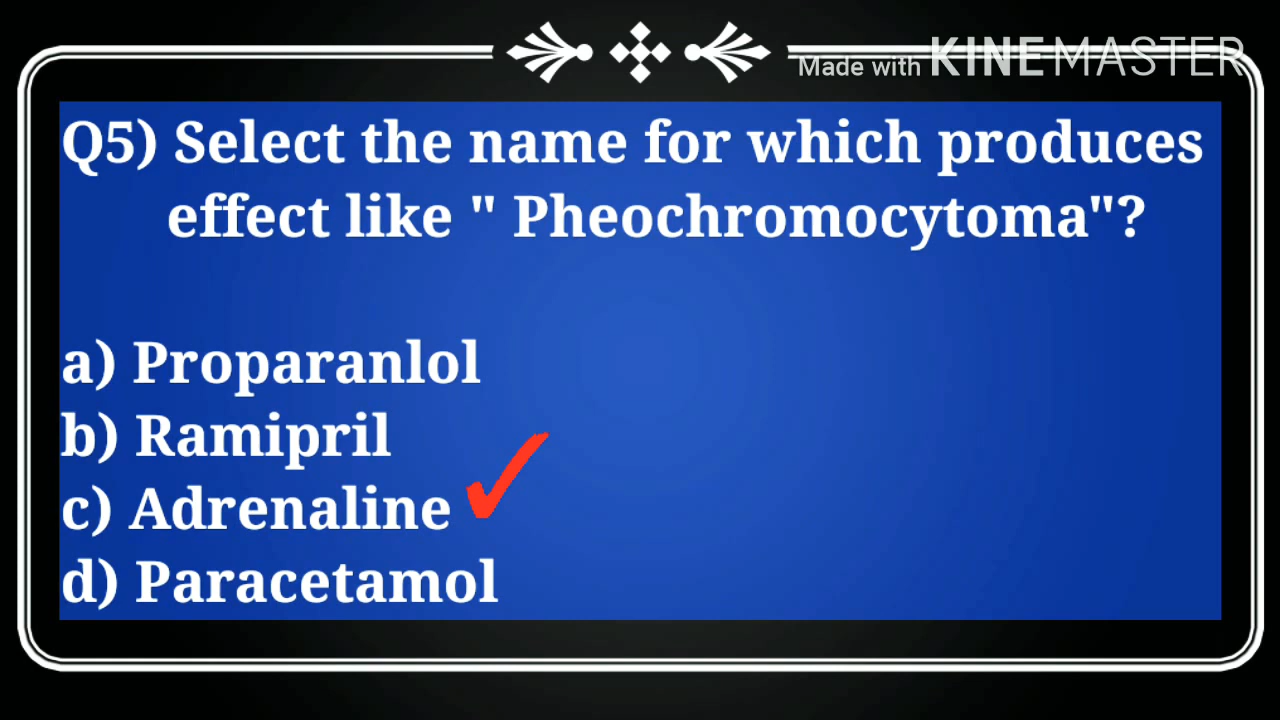 Made with KINEMASTER
Q5) Select the name for which produces
effect like " Pheochromocytoma"?
a) Proparanlol
b) Ramipril
c) Adrenaline
d) Paracetamol